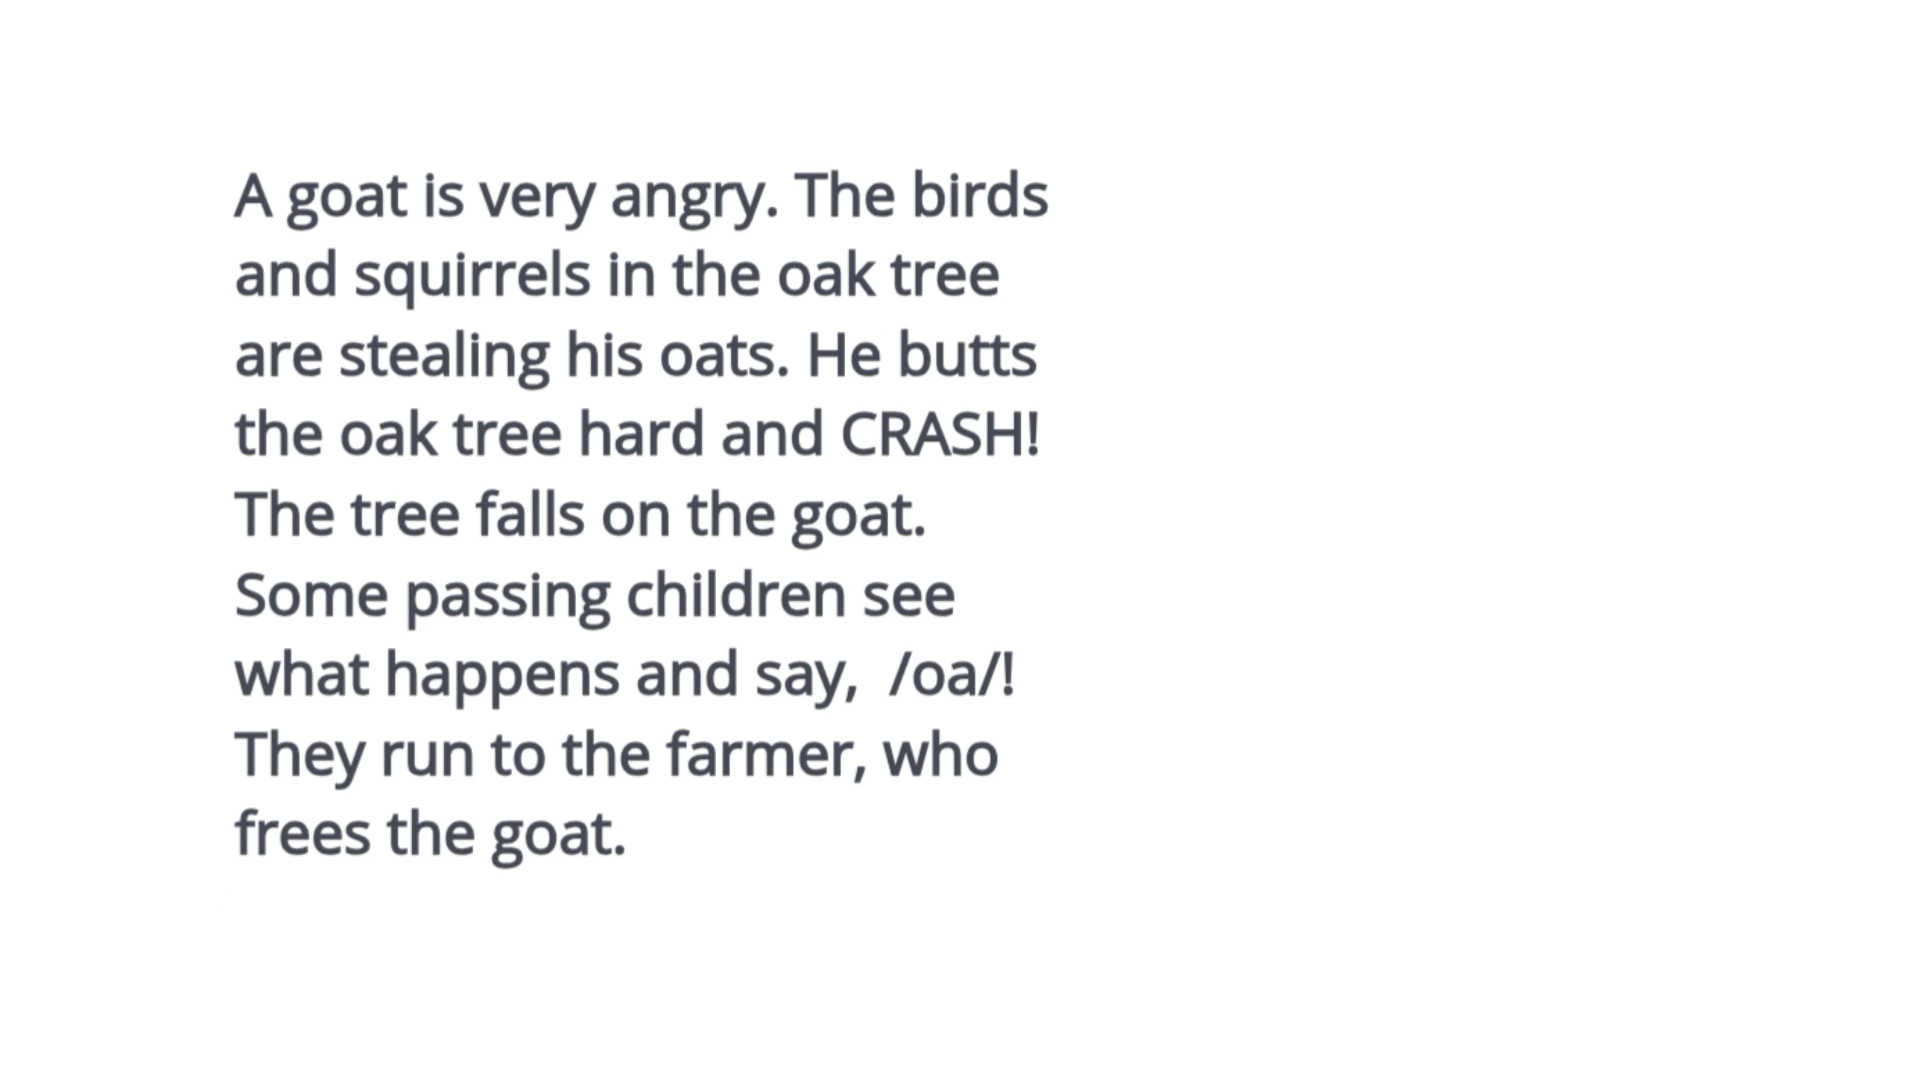 A goat is very angry. The birds
and squirrels in the oak tree
are stealing his oats. He butts
the oak tree hard and CRASH!
The tree falls on the goat.
Some passing children see
what happens and say,  /oa/!
They run to the farmer, who
frees the goat.